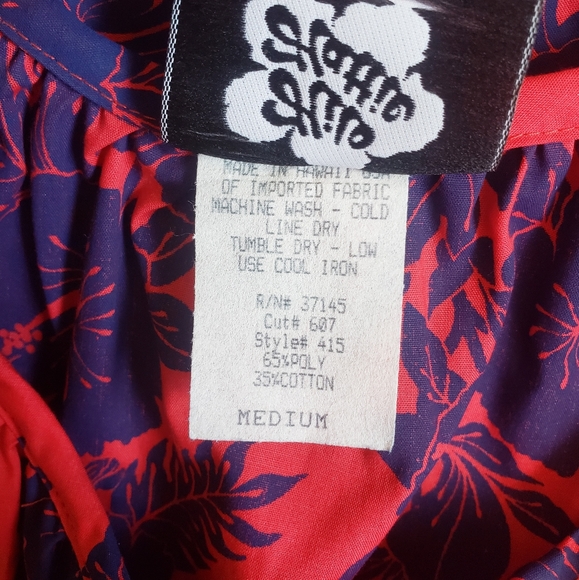 Hattie
MADE IN HAWAII USA
OF IMPORTED FABRIC
MACHINE WASH - COLD
LINE DRY
TUMBLE DRY - LOW
USE COOL IRON
R/N# 37145
Cut# 607
Style# 415
65%POLY
35%COTTON
MEDIUM